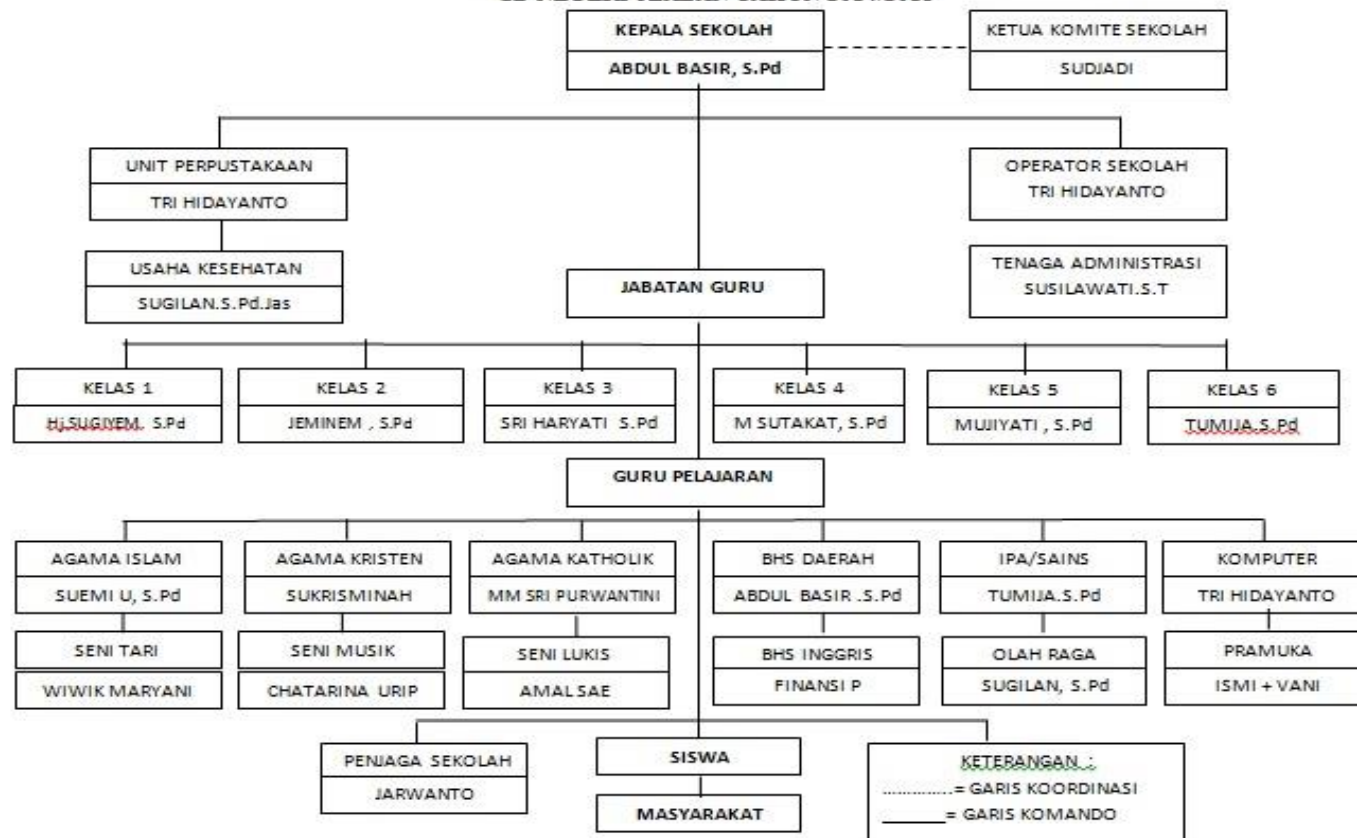 KEPALA SEKOLAH
ABDUL BASIR, S.Pd
KETUA KOMITE SEKOLAH
SUDJADI
UNIT PERPUSTAKAAN
TRI HIDAYANTO
OPERATOR SEKOLAH
TRI HIDAYANTO
USAHA KESEHATAN
SUGILAN.S.Pd.Jas
JABATAN GURU
TENAGA ADMINISTRASI
SUSILAWATI.S.T
KELAS 1
Hj.SUGIYEM, S.Pd
KELAS 2
JEMINEM , S.Pd
KELAS 3
SRI HARYATI S.Pd
KELAS 4
M SUTAKAT, S.Pd
KELAS 5
MUJIYATI , S.Pd
KELAS 6
TUMIJA.S.Pd
GURU PELAJARAN
AGAMA ISLAM
SUEMI U, S.Pd
AGAMA KRISTEN
SUKRISMINAH
AGAMA KATHOLIK
MM SRI PURWANTINI
BHS DAERAH
ABDUL BASIR .S.Pd
IPA/SAINS
TUMIJA.S.Pd
KOMPUTER
TRI HIDAYANTO
SENI TARI
WIWIK MARYANI
SENI MUSIK
CHATARINA URIP
SENI LUKIS
AMAL SAE
BHS INGGRIS
FINANSI P
OLAH RAGA
SUGILAN, S.Pd
PRAMUKA
ISMI + VANI
PENJAGA SEKOLAH
JARWANTO
SISWA
MASYARAKAT
KETERANGAN :
..............= GARIS KOORDINASI
_______= GARIS KOMANDO